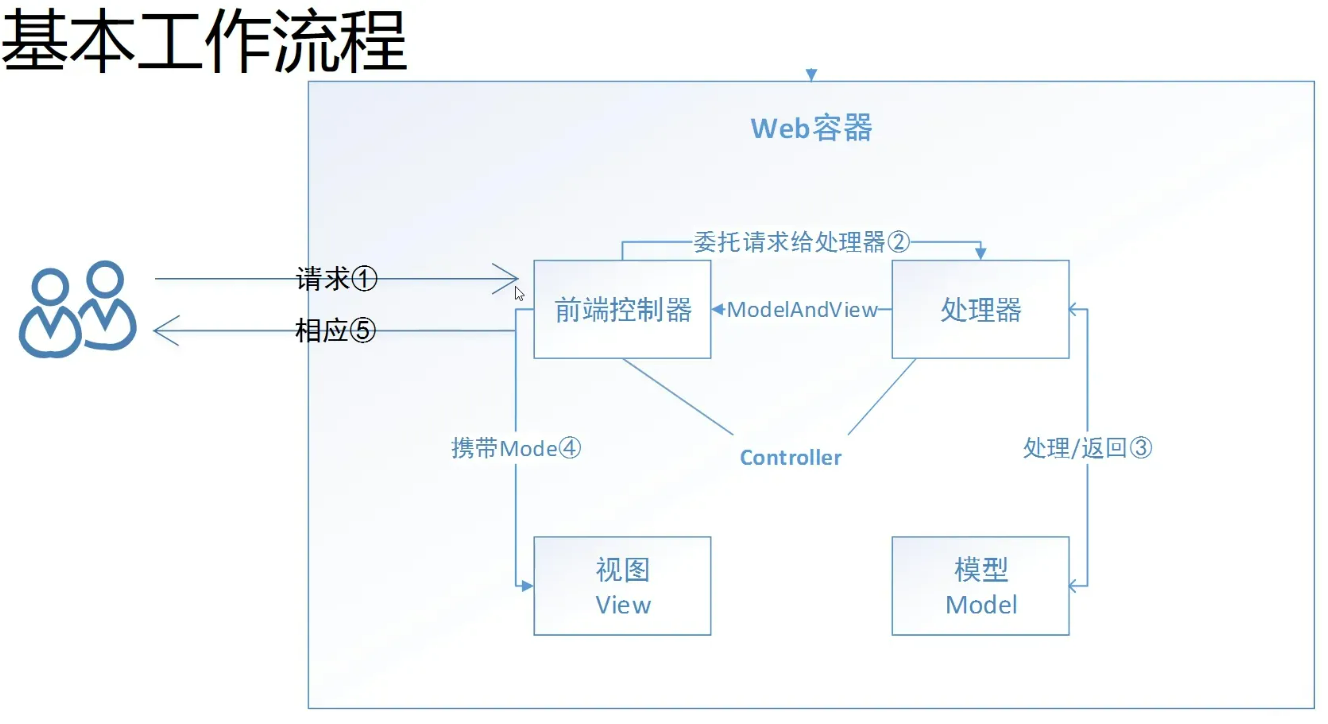 基本工作流程
Web容器
委托请求给处理器②
请求①
前端控制器
ModelAndView
处理器
相应⑤
携带Mode④
Controller
处理/返回③
视图
View
模型
Model